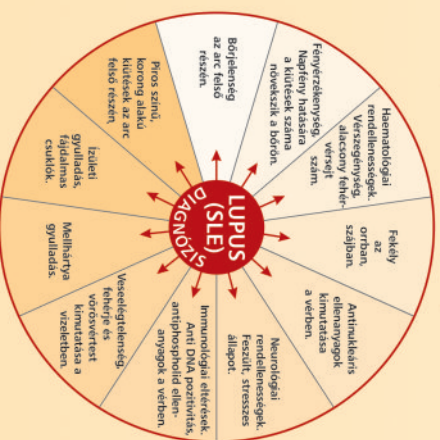 LUPUS
(SLE)
DIAGNÓZIS
Bőrjelenség
az arc felső
részén.
Fényérzékenység,
Napfény hatására
a kiütések száma
növekszik a bőrön.
Haematológiai
rendellenességek.
Vérszegénység,
alacsony fehér-
vérsejt
szám.
Fekély
az
orrban,
szájban.
Antinukleáris
ellenanyagok
kimutatása
a vérben.
Neurológiai
rendellenességek.
Feszült, stresszes
állapot.
Immunológiai eltérések.
Anti DNA pozitivitás,
antiphospholid ellen-
anyagok a vérben.
Veseelégtelenség,
fehérje és
vörösvértest
kimutatása a
vizeletben.
Mellhártya
gyulladás.
Ízületi
gyulladás,
fájdalmas
csuklók.
Piros színű,
korong alakú
kiütések az arc
felső részén,